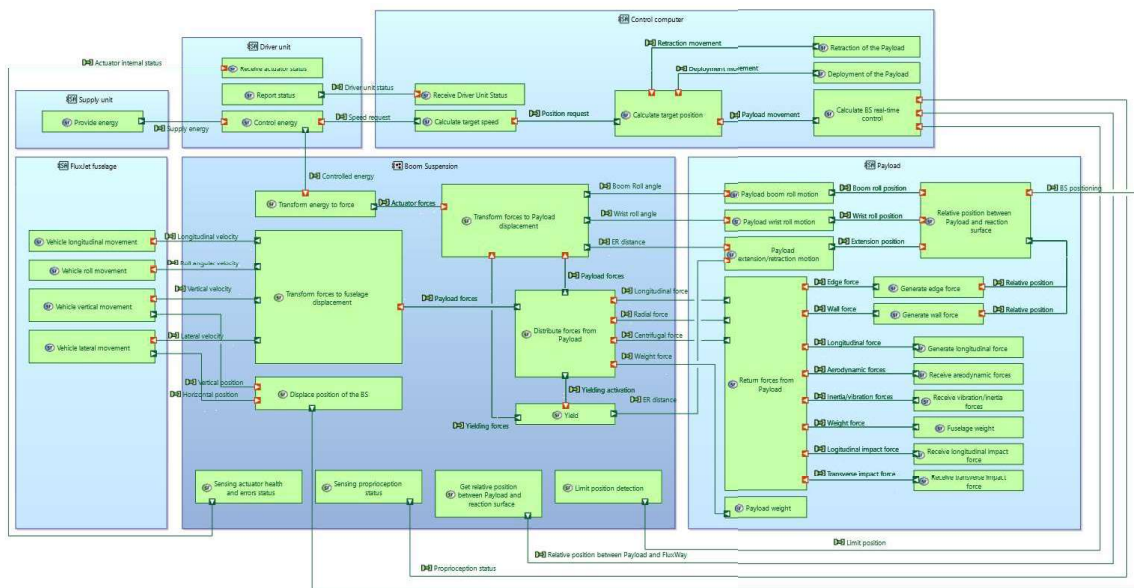 Control computer
Driver unit
Retraction movement
Retraction of the Payload
Actuator internal status
Receive actuator status
Deployment movement
Deployment of the Payload
Report status
Driver unit status
Receive Driver Unit Status
Supply unit
Provide energy
Supply energy
Control energy
Speed request
Calculate target speed
Position request
Calculate target position
Payload movement
Calculate BS real-time
control
FluxJet fuselage
Boom Suspension
Payload
Controlled energy
Transform energy to force
Actuator forces
Transform forces to Payload
displacement
Boom Roll angle
Payload boom roll motion
Boom roll position
BS positioning
Wrist roll angle
Payload wrist roll motion
Wrist roll position
Relative position between
Payload and reaction
surface
ER distance
Payload
extension/retraction motion
Extension position
Vehicle longitudinal movement
Longitudinal velocity
Vehicle roll movement
Roll angular velocity
Vehicle vertical movement
Vertical velocity
Vehicle lateral movement
Lateral velocity
Transform forces to fuselage
displacement
Payload forces
Payload forces
Distribute forces from
Payload
Longitudinal force
Radial force
Centrifugal force
Weight force
Edge force
Generate edge force
Relative position
Wall force
Generate wall force
Relative position
Return forces from
Payload
Longitudinal force
Generate longitudinal force
Aerodynamic forces
Receive areodynamic forces
Inertia/vibration forces
Receive vibration/inertia
forces
Weight force
Fuselage weight
Logitudinal impact force
Receive longitudinal impact
force
Transverse impact force
Receive transverse impact
force
Vertical position
Horizontal position
Displace position of the BS
Yielding activation
ER distance
Yield
Yielding forces
Sensing actuator health
and errors status
Sensing proprioception
status
Get relative position
between Payload and
reaction surface
Limit position detection
Payload weight
Limit position
Relative position between Payload and FluxWay
Proprioception status